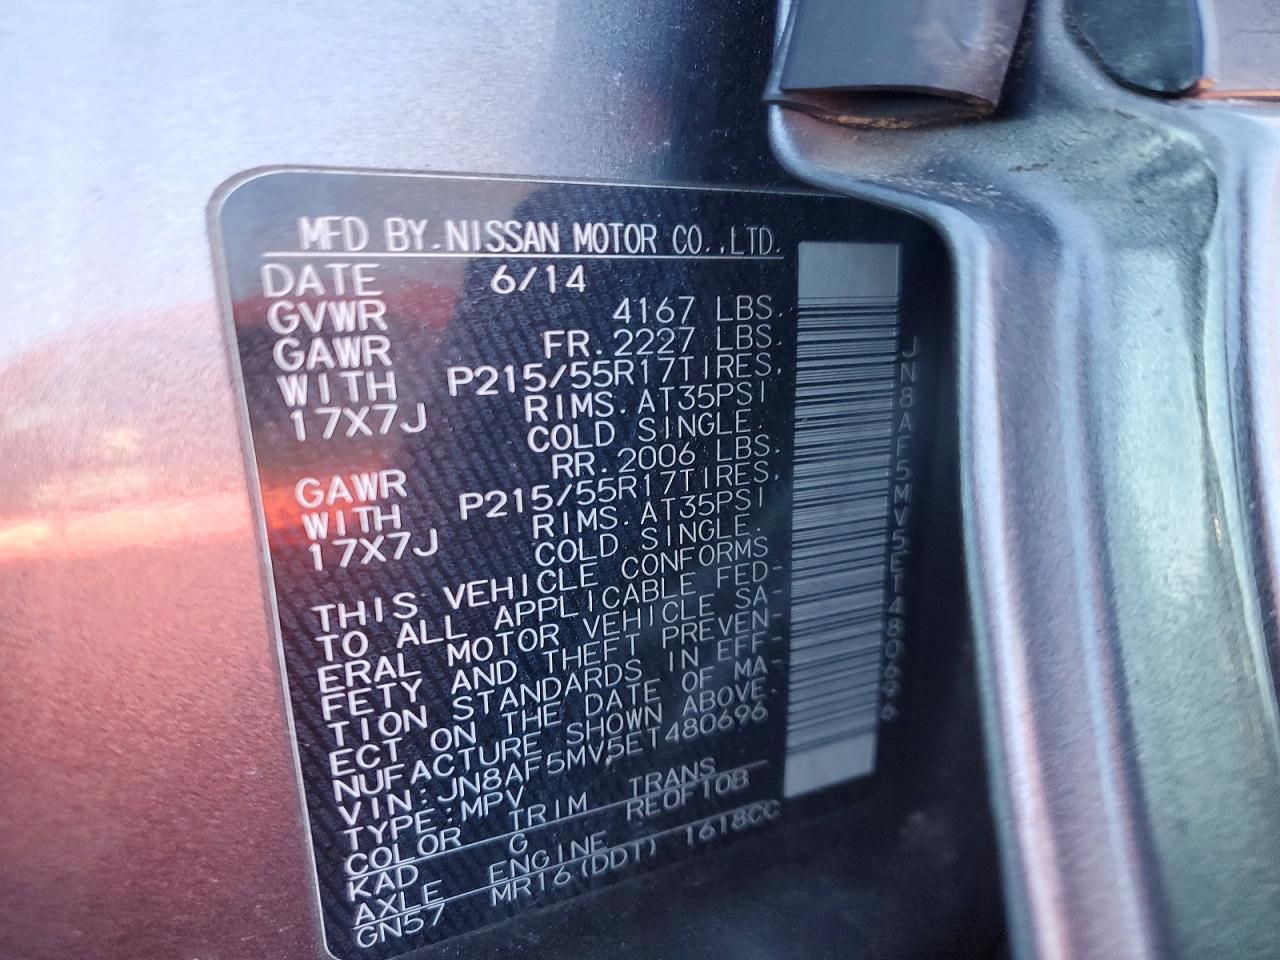 MFD BY.NISSAN MOTOR CO.,LTD.
DATE 6/14
GVWR 4167 LBS.
GAWR FR.2227 LBS.
WITH P215/55R17TIRES,
17X7J RIMS.AT35PSI
COLD SINGLE.
GAWR RR.2006 LBS.
WITH P215/55R17TIRES,
17X7J RIMS.AT35PSI
COLD SINGLE.
THIS VEHICLE CONFORMS
TO ALL APPLICABLE FED-
ERAL MOTOR VEHICLE SA-
FETY AND THEFT PREVEN-
TION STANDARDS IN EFF-
ECT ON THE DATE OF MA-
NUFACTURE SHOWN ABOVE.
VIN:JN8AF5MV5ET480696
TYPE:MPV
COLOR TRIM TRANS
KAD G RE0F10B
AXLE ENGINE
GN57 MR16(DDT) 1618CC
JN8AF5MV5ET480696